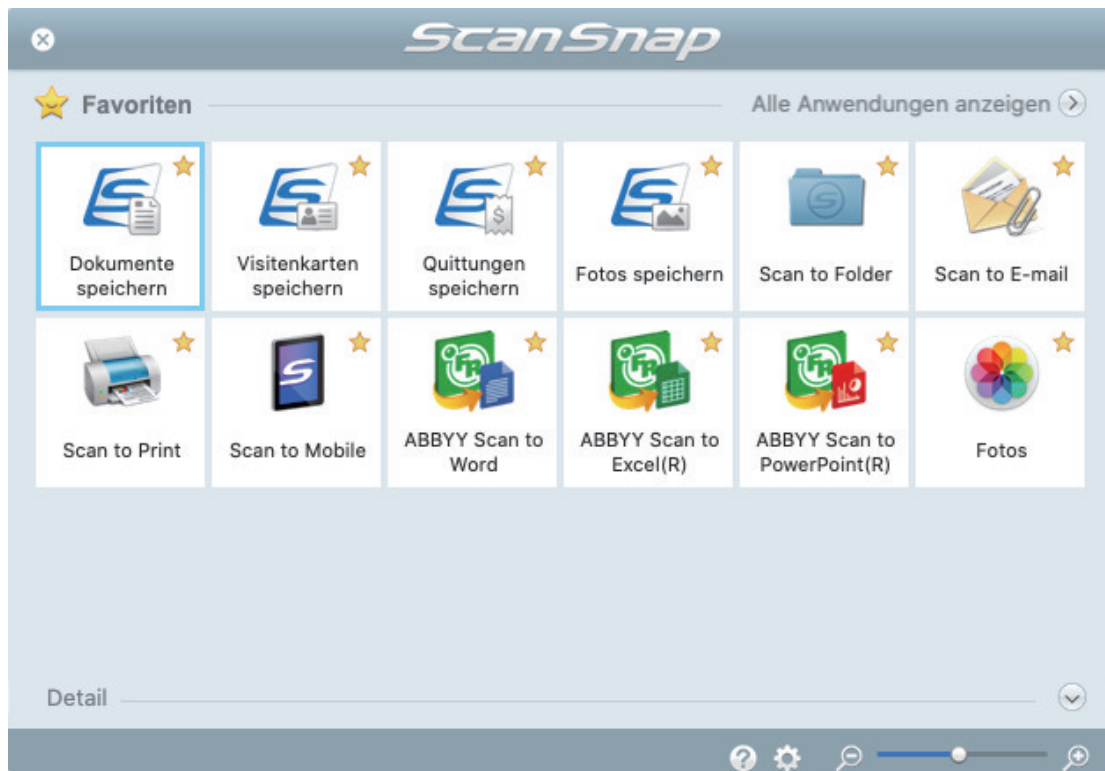 ScanSnap
Favoriten
Alle Anwendungen anzeigen
Dokumente
speichern
Visitenkarten
speichern
Quittungen
speichern
Fotos speichern
Scan to Folder
Scan to E-mail
Scan to Print
Scan to Mobile
ABBYY Scan to
Word
ABBYY Scan to
Excel(R)
ABBYY Scan to
PowerPoint(R)
Fotos
Detail